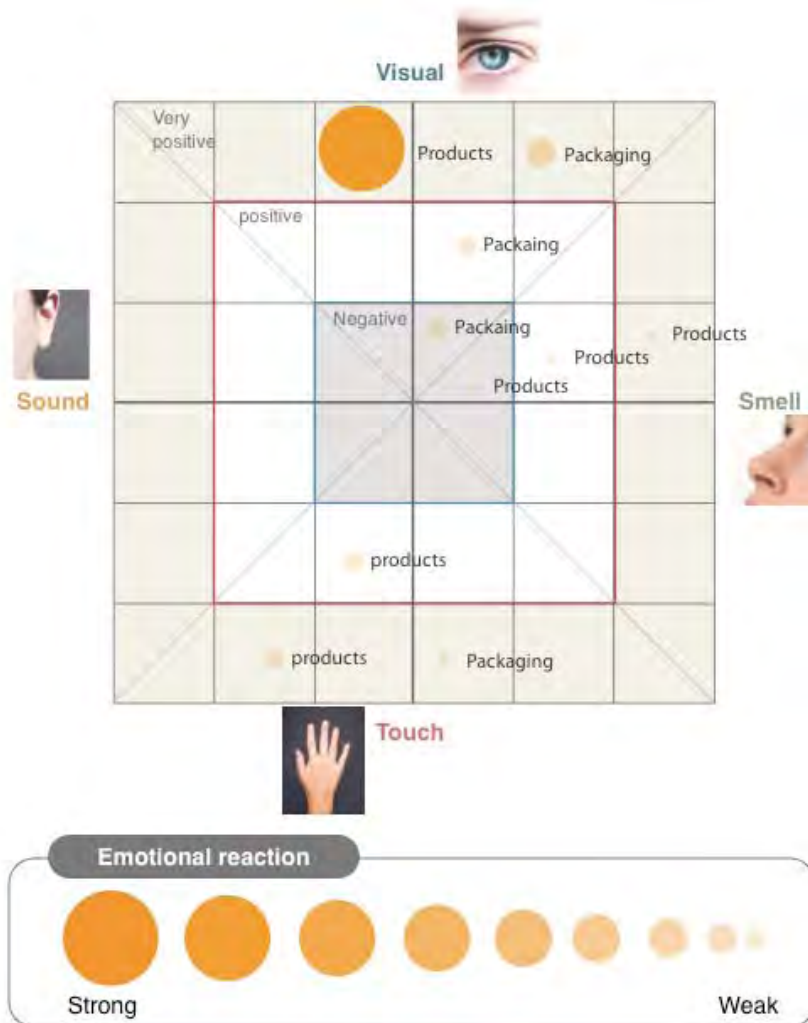 Visual
Very
positive
Products
Packaging
positive
Packaing
Negative
Packaing
Products
Products
Products
Sound
Smell
products
products
Packaging
Touch
Emotional reaction
Strong
Weak